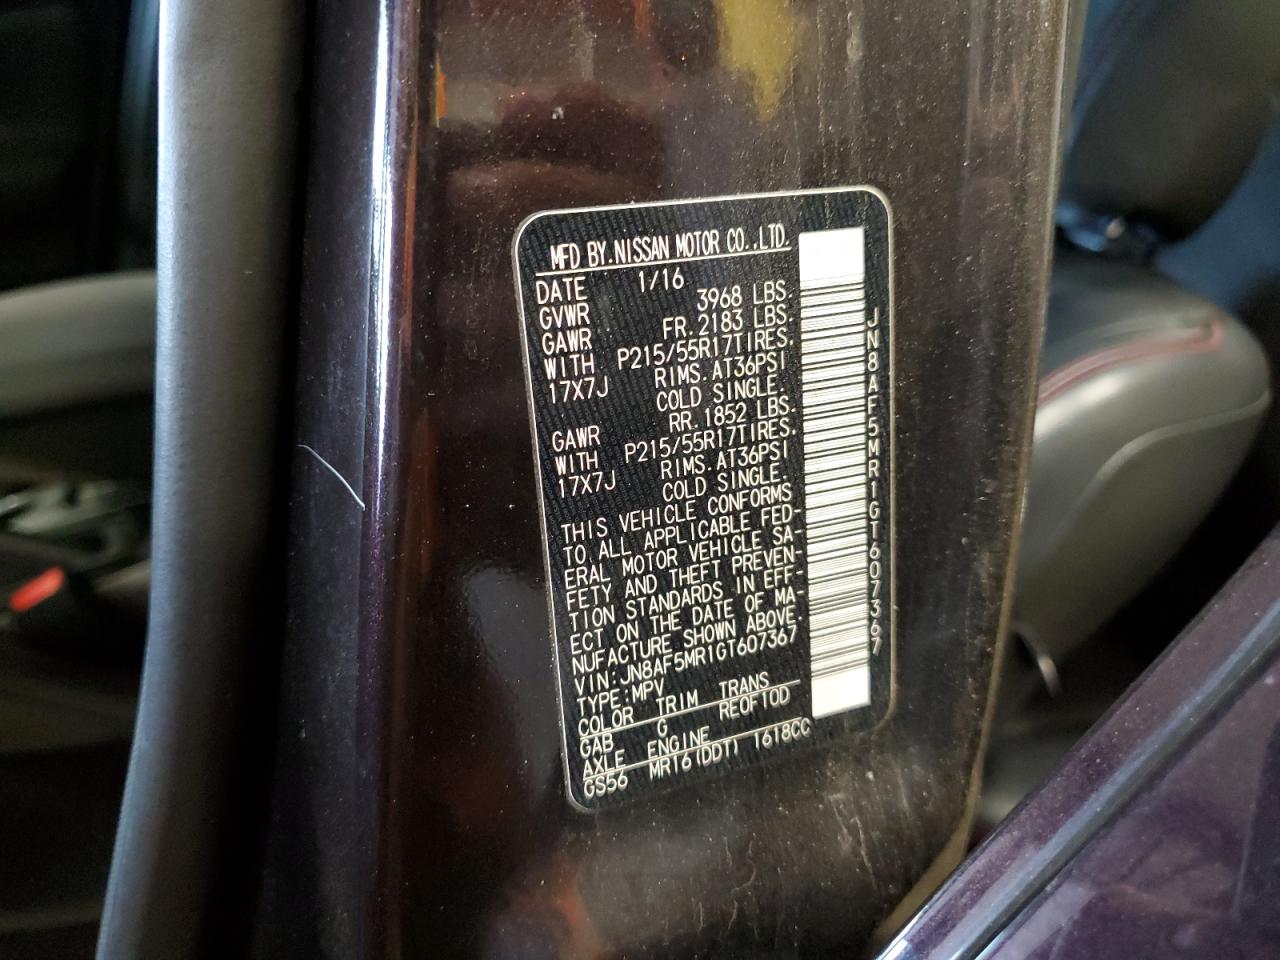 MFD BY.NISSAN MOTOR CO.,LTD.
DATE 1/16
GVWR 3968 LBS.
GAWR FR.2183 LBS.
WITH P215/55R17TIRES.
17X7J RIMS.AT36PSI
COLD SINGLE.
GAWR RR.1852 LBS.
WITH P215/55R17TIRES.
17X7J RIMS.AT36PSI
COLD SINGLE.
THIS VEHICLE CONFORMS
TO ALL APPLICABLE FED-
ERAL MOTOR VEHICLE SA-
FETY AND THEFT PREVEN-
TION STANDARDS IN EFF-
ECT ON THE DATE OF MA-
NUFACTURE SHOWN ABOVE.
VIN:JN8AF5MR1GT607367
TYPE:MPV
COLOR TRIM TRANS
GAB G RE0F10D
AXLE ENGINE
GS56 MR16(DDT) 1618CC
JN8AF5MR1GT607367